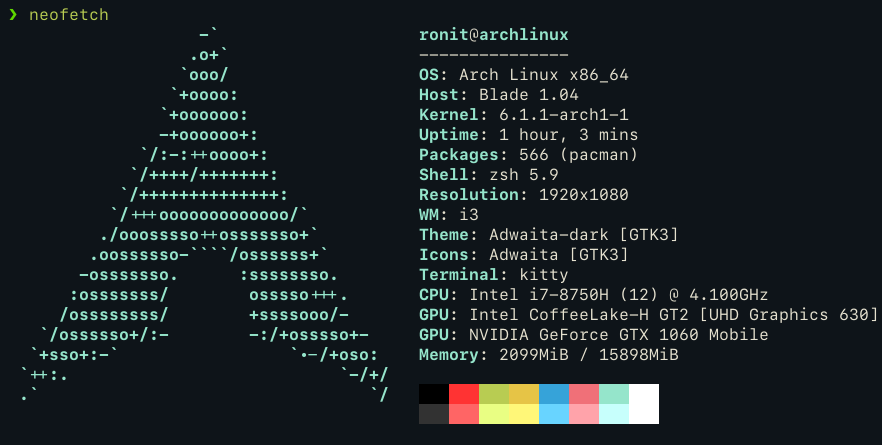 ❯ neofetch
                  -`
                 .o+`
                `ooo/
               `+oooo:
              `+oooooo:
              -+oooooo+:
            `/:-:++oooo+:
           `/++++/+++++++:
          `/++++++++++++++:
         `/+++ooooooooooooo/`
        ./ooosssso++osssssso+`
       .oossssso-````/ossssss+`
      -osssssso.      :ssssssso.
     :osssssss/        osssso+++.
    /ossssssss/        +ssssooo/-
  `/ossssso+/:-        -:/+osssso+-
 `+sso+:-`                 `.-/+oso:
`++:.                           `-/+/
.`                                 `/
ronit@archlinux
---------------
OS: Arch Linux x86_64
Host: Blade 1.04
Kernel: 6.1.1-arch1-1
Uptime: 1 hour, 3 mins
Packages: 566 (pacman)
Shell: zsh 5.9
Resolution: 1920x1080
WM: i3
Theme: Adwaita-dark [GTK3]
Icons: Adwaita [GTK3]
Terminal: kitty
CPU: Intel i7-8750H (12) @ 4.100GHz
GPU: Intel CoffeeLake-H GT2 [UHD Graphics 630]
GPU: NVIDIA GeForce GTX 1060 Mobile
Memory: 2099MiB / 15898MiB